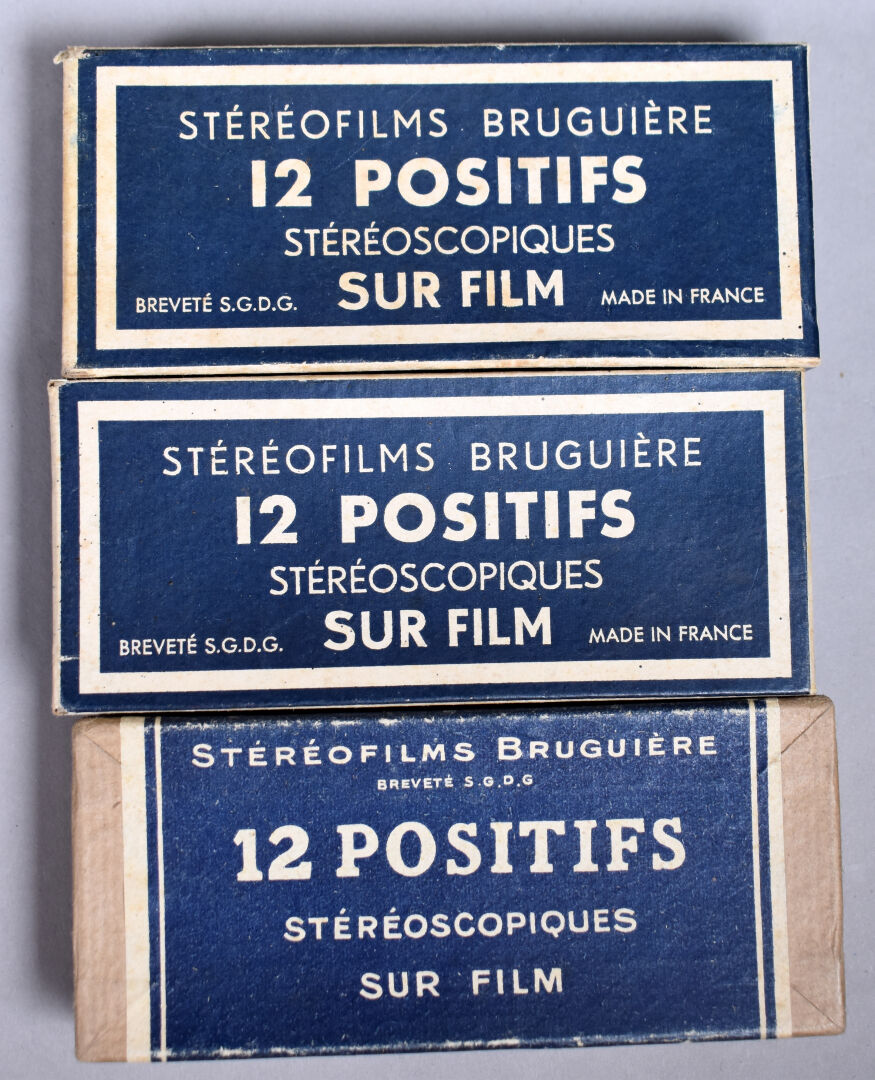 STÉRÉOFILMS BRUGUIÈRE
12 POSITIFS
STÉRÉOSCOPIQUES
BREVETÉ S.G.D.G. SUR FILM MADE IN FRANCE
STÉRÉOFILMS BRUGUIÈRE
12 POSITIFS
STÉRÉOSCOPIQUES
BREVETÉ S.G.D.G. SUR FILM MADE IN FRANCE
STÉRÉOFILMS BRUGUIÈRE
BREVETÉ S.G.D.G
12 POSITIFS
STÉRÉOSCOPIQUES
SUR FILM